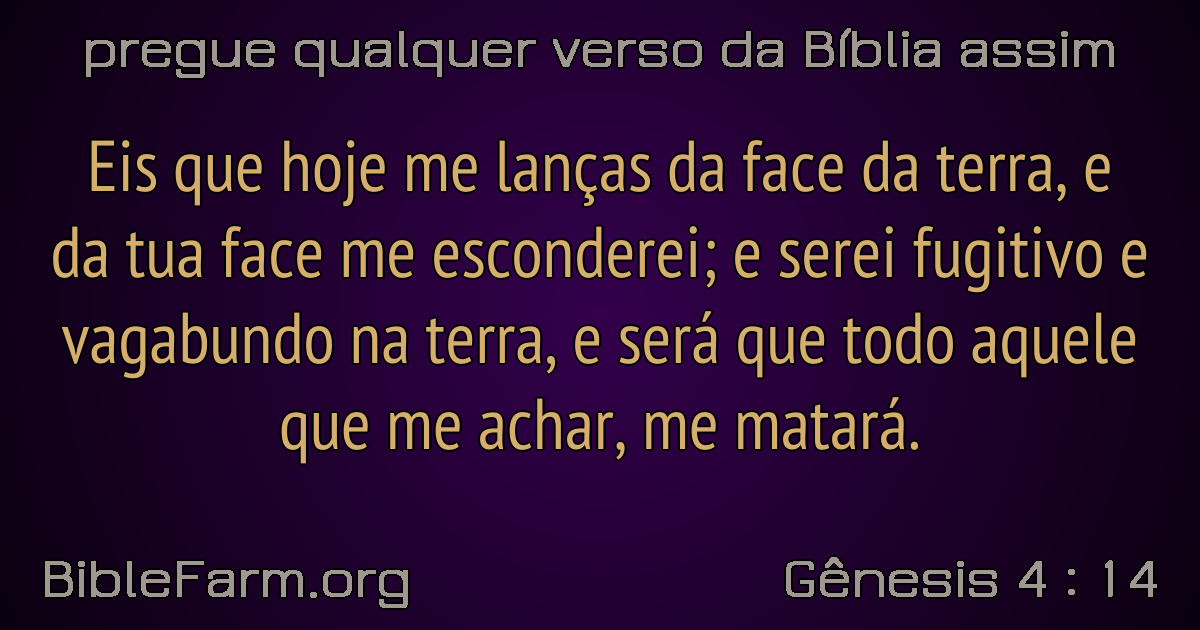 pregue qualquer verso da Bíblia assim
Eis que hoje me lanças da face da terra, e
da tua face me esconderei; e serei fugitivo e
vagabundo na terra, e será que todo aquele
que me achar, me matará.
BibleFarm.org
Gênesis 4 : 14